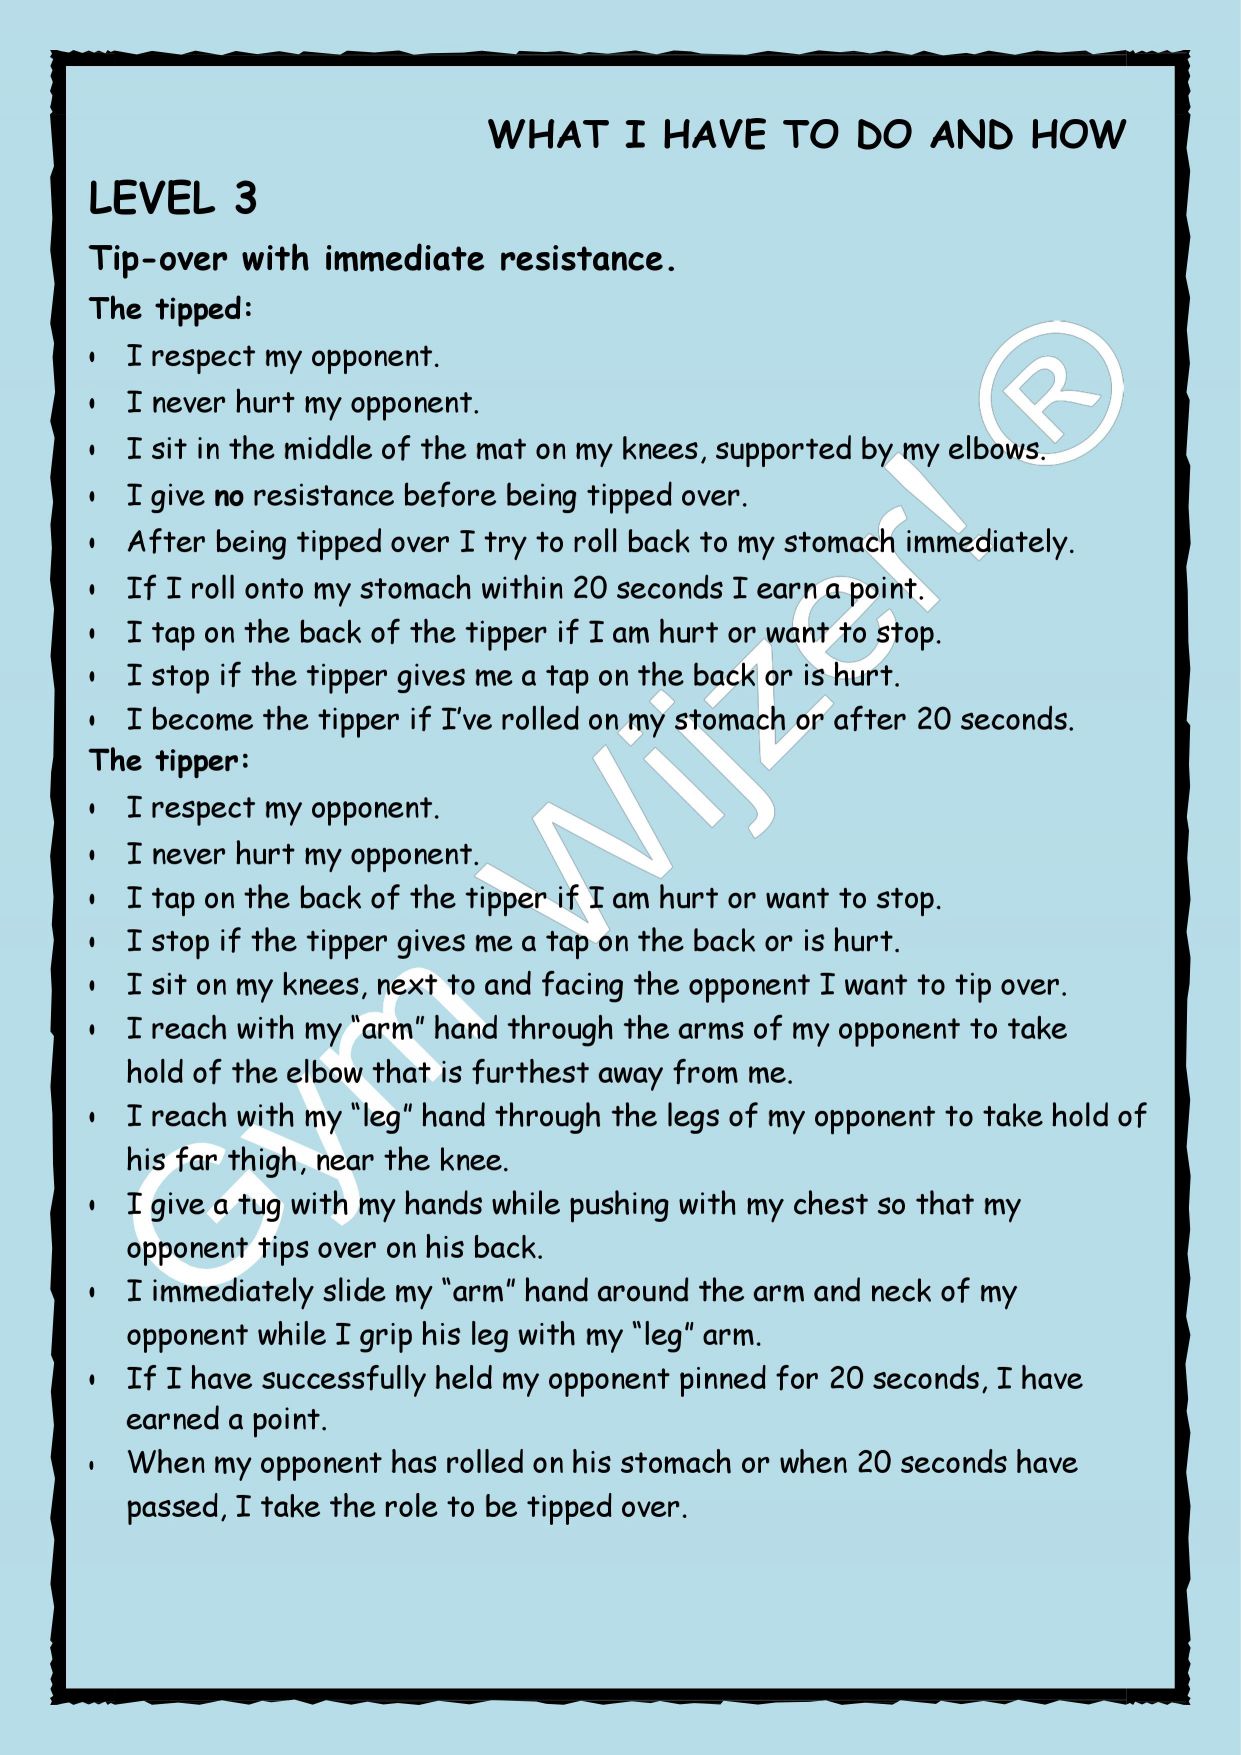 WHAT I HAVE TO DO AND HOW
LEVEL 3
Tip-over with immediate resistance.
The tipped:
• I respect my opponent.
• I never hurt my opponent.
• I sit in the middle of the mat on my knees, supported by my elbows.
• I give no resistance before being tipped over.
• After being tipped over I try to roll back to my stomach immediately.
• If I roll onto my stomach within 20 seconds I earn a point.
• I tap on the back of the tipper if I am hurt or want to stop.
• I stop if the tipper gives me a tap on the back or is hurt.
• I become the tipper if I’ve rolled on my stomach or after 20 seconds.
The tipper:
• I respect my opponent.
• I never hurt my opponent.
• I tap on the back of the tipper if I am hurt or want to stop.
• I stop if the tipper gives me a tap on the back or is hurt.
• I sit on my knees, next to and facing the opponent I want to tip over.
• I reach with my “arm” hand through the arms of my opponent to take
hold of the elbow that is furthest away from me.
• I reach with my “leg” hand through the legs of my opponent to take hold of
his far thigh, near the knee.
• I give a tug with my hands while pushing with my chest so that my
opponent tips over on his back.
• I immediately slide my “arm” hand around the arm and neck of my
opponent while I grip his leg with my “leg” arm.
• If I have successfully held my opponent pinned for 20 seconds, I have
earned a point.
• When my opponent has rolled on his stomach or when 20 seconds have
passed, I take the role to be tipped over.
Gym Wijzer! ®